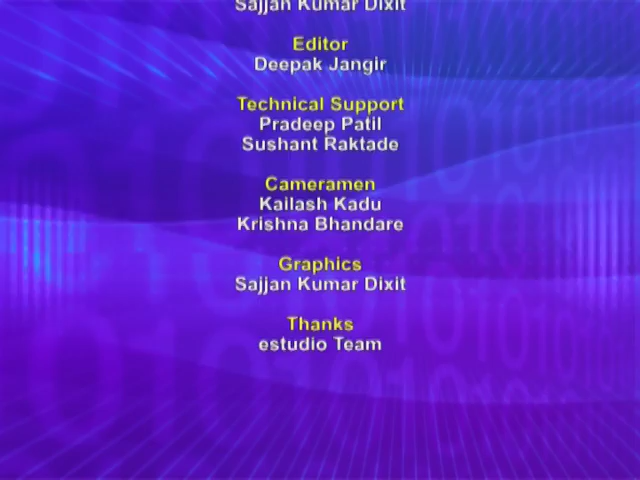 Sajjan Kumar Dixit
Editor
Deepak Jangir
Technical Support
Pradeep Patil
Sushant Raktade
Cameramen
Kailash Kadu
Krishna Bhandare
Graphics
Sajjan Kumar Dixit
Thanks
estudio Team